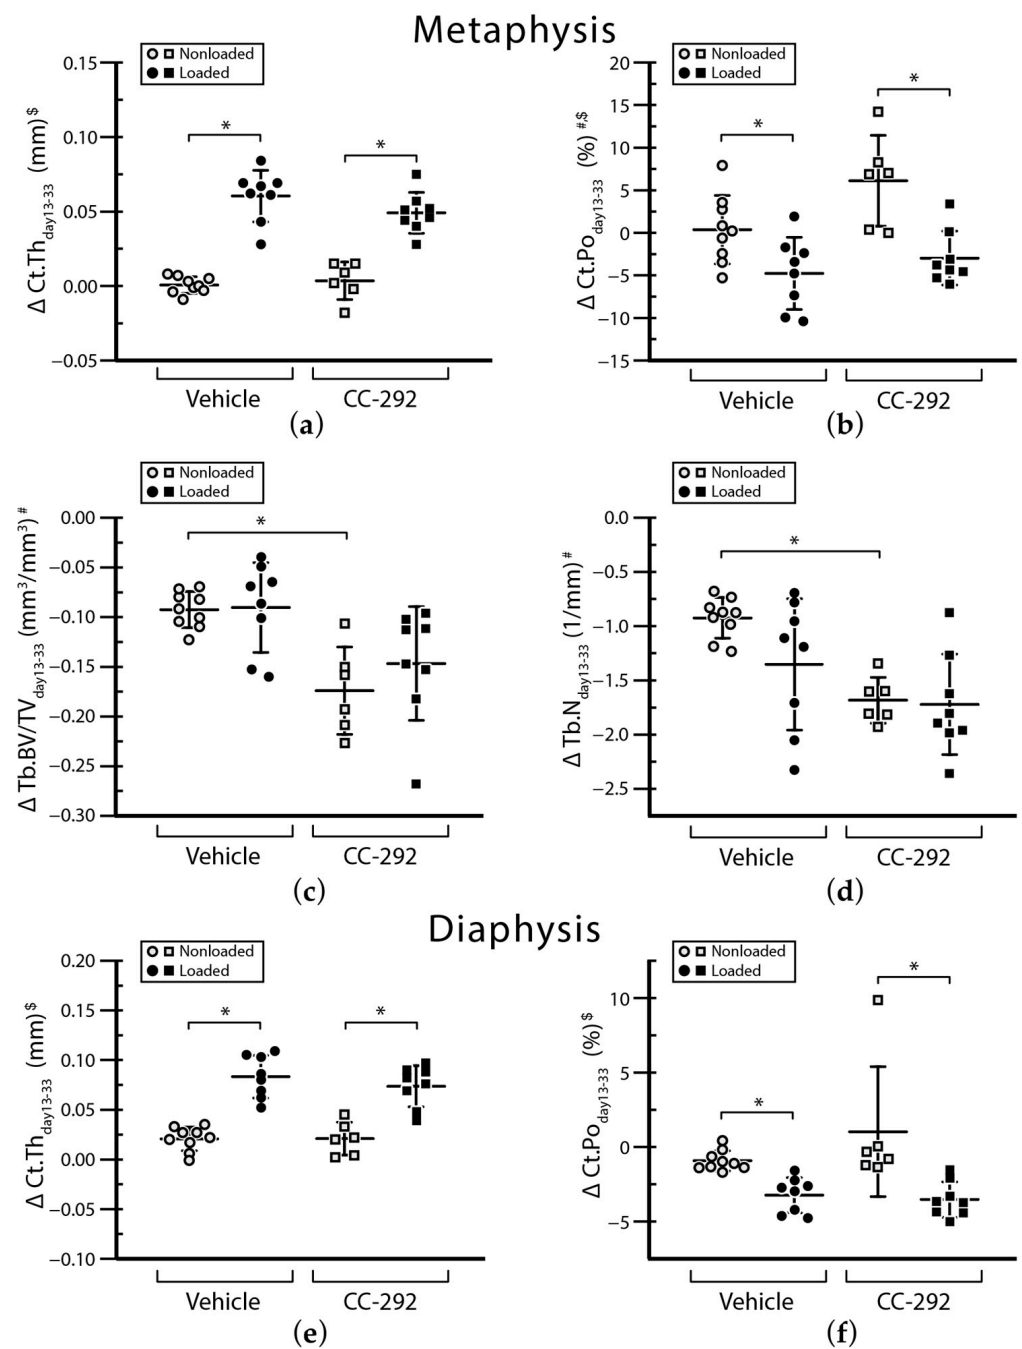 Metaphysis
Nonloaded
Loaded
Δ Ct.Th day13-33 (mm)$
0.15
0.10
0.05
0.00
−0.05
*
*
Vehicle
CC-292
(a)
Nonloaded
Loaded
Δ Ct.Po day13-33 (%) #,$
20
15
10
5
0
−5
−10
−15
*
*
Vehicle
CC-292
(b)
Nonloaded
Loaded
Δ Tb.BV/TV day13-33 (mm³/mm³) #
0.00
−0.05
−0.10
−0.15
−0.20
−0.25
−0.30
*
Vehicle
CC-292
(c)
Nonloaded
Loaded
Δ Tb.N day13-33 (1/mm)#
0.0
−0.5
−1.0
−1.5
−2.0
−2.5
*
Vehicle
CC-292
(d)
Diaphysis
Nonloaded
Loaded
Δ Ct.Th day13-33 (mm)$
0.20
0.15
0.10
0.05
0.00
−0.05
−0.10
*
*
Vehicle
CC-292
(e)
Nonloaded
Loaded
Δ Ct.Po day13-33 (%)$
10
5
0
−5
*
*
Vehicle
CC-292
(f)